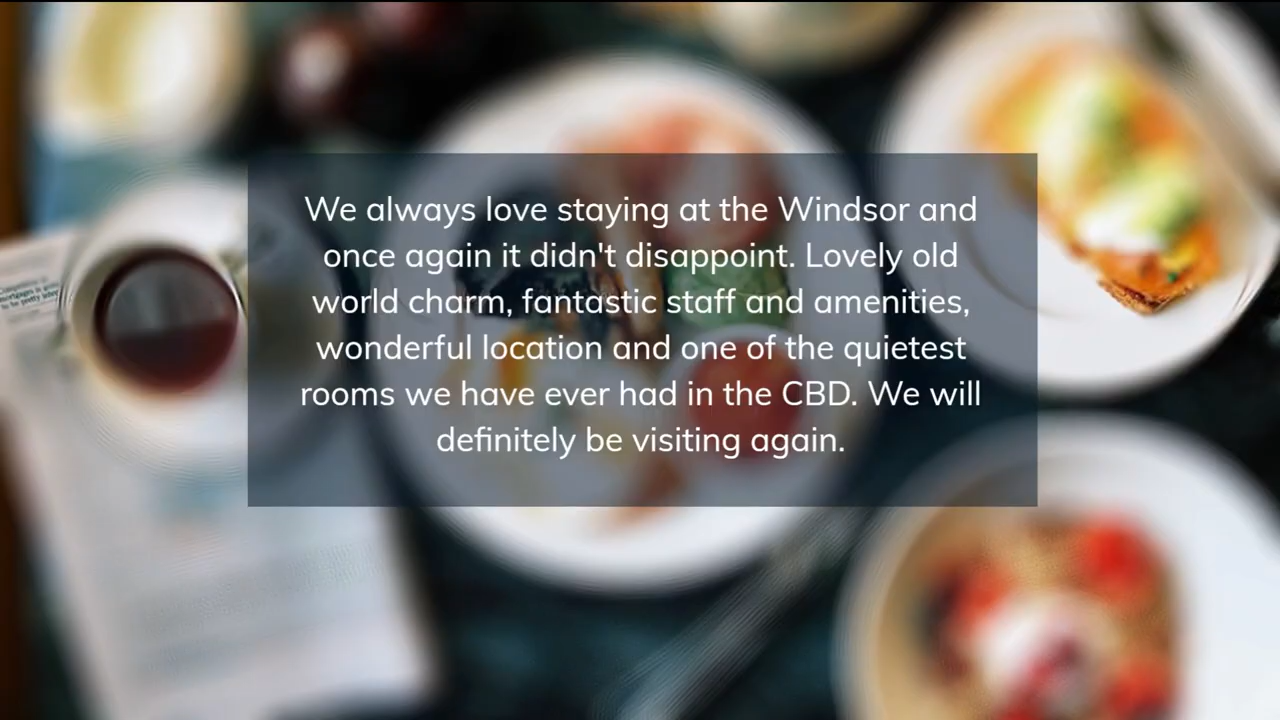 We always love staying at the Windsor and
once again it didn't disappoint. Lovely old
world charm, fantastic staff and amenities,
wonderful location and one of the quietest
rooms we have ever had in the CBD. We will
definitely be visiting again.